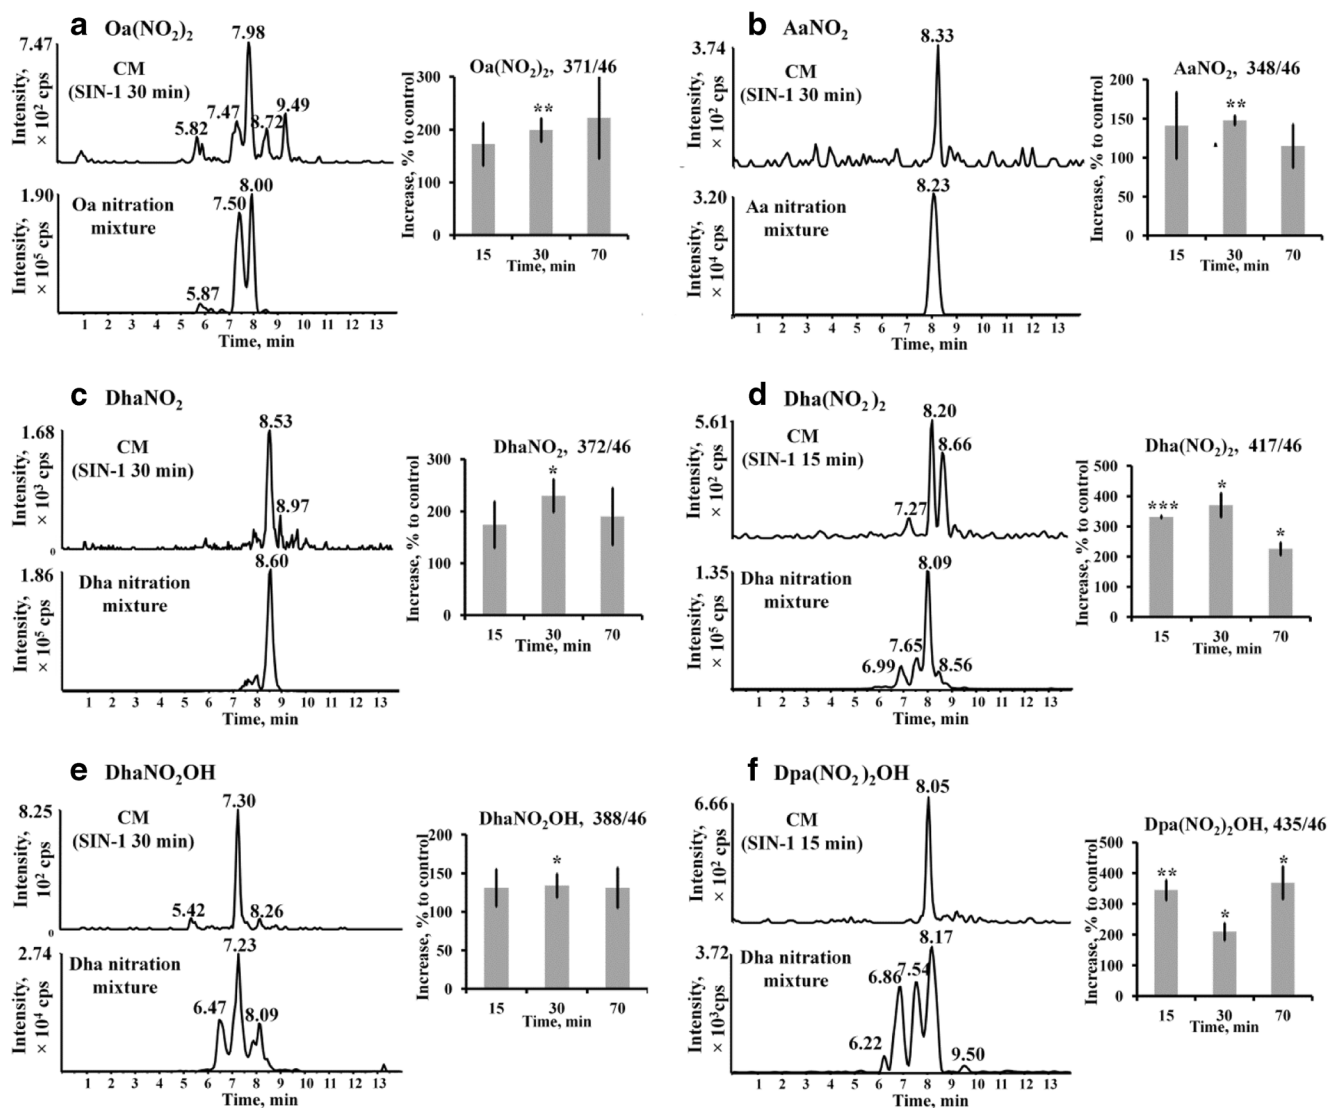 a Oa(NO₂)₂
7.47
Intensity,
× 10² cps
CM
(SIN-1 30 min)
5.82
7.47
7.98
8.72
9.49
1.90
Intensity,
× 10⁵ cps
Oa nitration
mixture
5.87
7.50
8.00
1 2 3 4 5 6 7 8 9 10 11 12 13
Time, min
Oa(NO₂)₂, 371/46
Increase, % to control
300
200
100
0
**
15 30 70
Time, min
b AaNO₂
3.74
Intensity,
× 10² cps
CM
(SIN-1 30 min)
8.33
3.20
Intensity,
× 10⁴ cps
Aa nitration
mixture
8.23
1 2 3 4 5 6 7 8 9 10 11 12 13
Time, min
AaNO₂, 348/46
Increase, % to control
200
150
100
50
0
**
15 30 70
Time, min
c DhaNO₂
1.68
Intensity,
× 10³ cps
0
CM
(SIN-1 30 min)
8.53
8.97
1.86
Intensity,
× 10⁵ cps
Dha nitration
mixture
8.60
1 2 3 4 5 6 7 8 9 10 11 12 13
Time, min
DhaNO₂, 372/46
Increase, % to control
300
200
100
0
*
15 30 70
Time, min
d Dha(NO₂)₂
5.61
Intensity,
× 10² cps
CM
(SIN-1 15 min)
7.27
8.20
8.66
1.35
Intensity,
× 10⁵ cps
Dha nitration
mixture
6.99
7.65
8.09
8.56
1 2 3 4 5 6 7 8 9 10 11 12 13
Time, min
Dha(NO₂)₂, 417/46
Increase, % to control
500
400
300
200
100
0
***
*
*
15 30 70
Time, min
e DhaNO₂OH
8.25
Intensity,
10² cps
0
CM
(SIN-1 30 min)
5.42
7.30
8.26
2.74
Intensity,
× 10⁴ cps
Dha nitration
mixture
6.47
7.23
8.09
1 2 3 4 5 6 7 8 9 10 11 12 13
Time, min
DhaNO₂OH, 388/46
Increase, % to control
200
150
100
50
0
*
15 30 70
Time, min
f Dpa(NO₂)₂OH
6.66
Intensity,
× 10² cps
CM
(SIN-1 15 min)
8.05
3.72
Intensity,
× 10³cps
Dha nitration
mixture
6.22
6.86
7.54
8.17
9.50
1 2 3 4 5 6 7 8 9 10 11 12 13
Time, min
Dpa(NO₂)₂OH, 435/46
Increase, % to control
500
400
300
200
100
0
**
*
*
15 30 70
Time, min